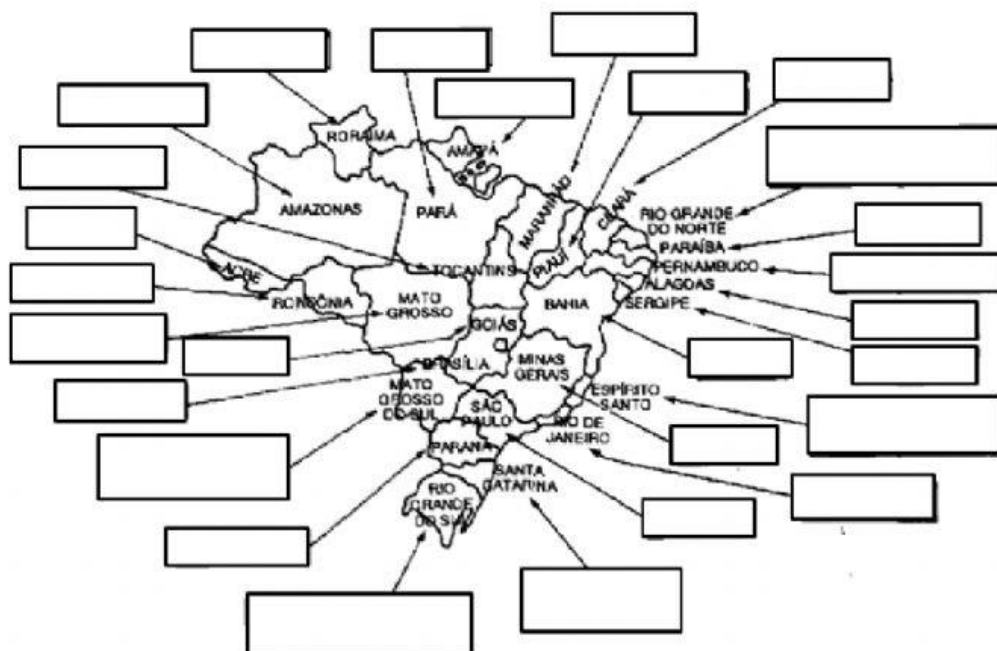 RORAIMA
AMAPÁ
AMAZONAS
PARÁ
MARANHÃO
CEARÁ
RIO GRANDE
DO NORTE
PARAÍBA
PIAUÍ
PERNAMBUCO
ACRE
TOCANTINS
ALAGOAS
RONDÔNIA
MATO
GROSSO
BAHIA
SERGIPE
GOIÁS
BRASÍLIA
MINAS
GERAIS
MATO
GROSSO
DO SUL
ESPÍRITO
SANTO
SÃO
PAULO
RIO DE
JANEIRO
PARANÁ
SANTA
CATARINA
RIO
GRANDE
DO SUL